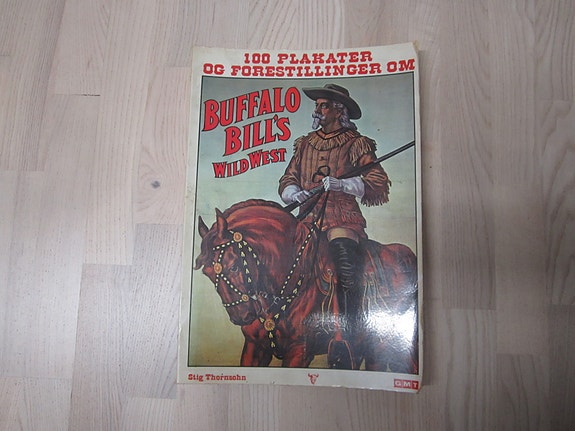 100 PLAKATER
OG FORESTILLINGER OM
BUFFALO
BILL'S
WILD WEST
Stig Thornsohn
GMT